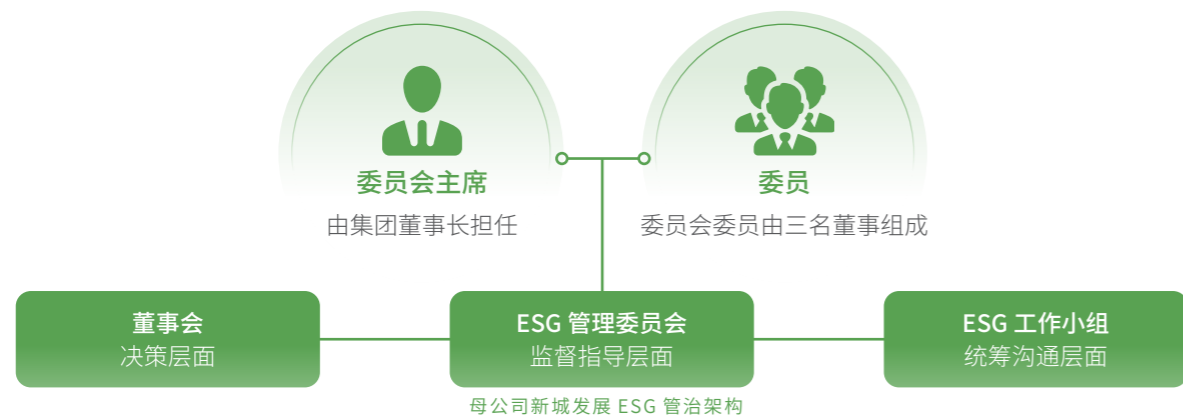 委员会主席
由集团董事长担任
委员
委员会委员由三名董事组成
董事会
决策层面
ESG 管理委员会
监督指导层面
ESG 工作小组
统筹沟通层面
母公司新城发展 ESG 管治架构